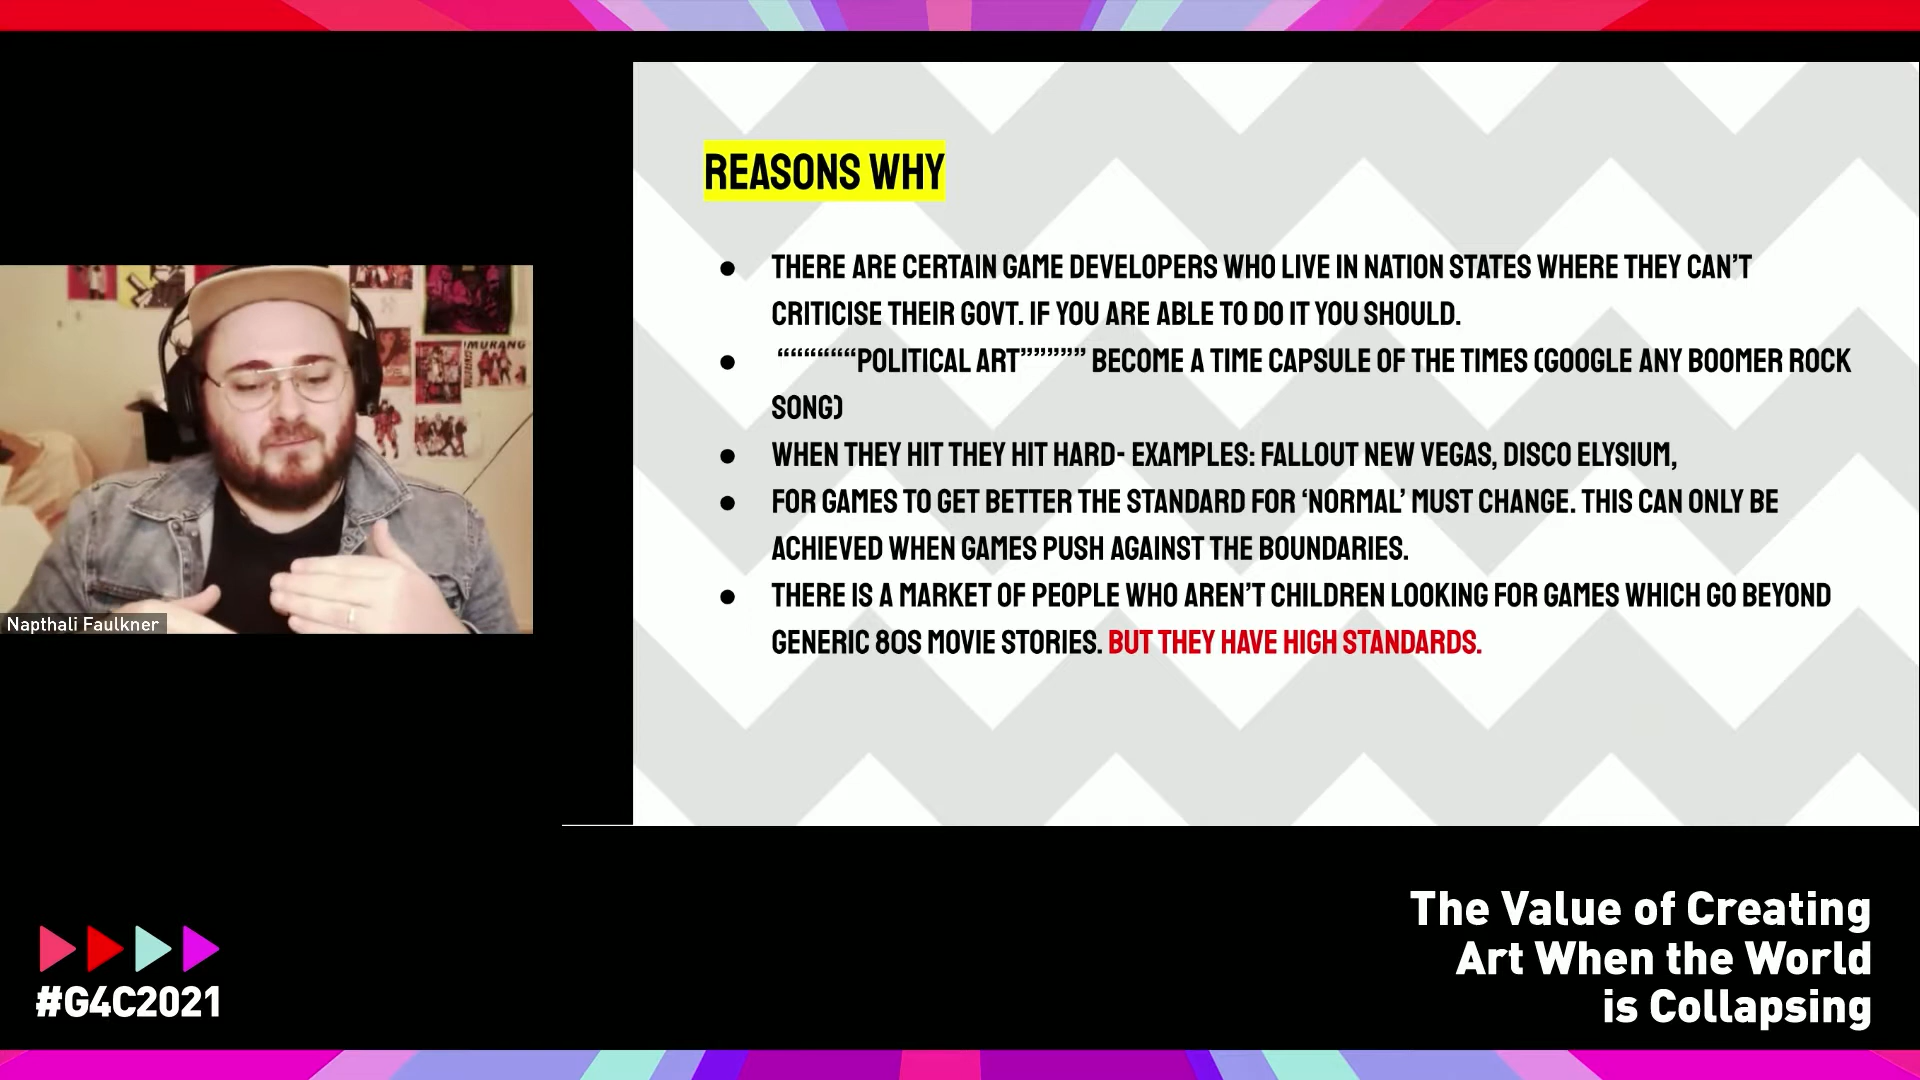 REASONS WHY
● THERE ARE CERTAIN GAME DEVELOPERS WHO LIVE IN NATION STATES WHERE THEY CAN'T
CRITICISE THEIR GOVT. IF YOU ARE ABLE TO DO IT YOU SHOULD.
● “““““““POLITICAL ART””””””” BECOME A TIME CAPSULE OF THE TIMES (GOOGLE ANY BOOMER ROCK
SONG)
● WHEN THEY HIT THEY HIT HARD- EXAMPLES: FALLOUT NEW VEGAS, DISCO ELYSIUM,
● FOR GAMES TO GET BETTER THE STANDARD FOR ‘NORMAL’ MUST CHANGE. THIS CAN ONLY BE
ACHIEVED WHEN GAMES PUSH AGAINST THE BOUNDARIES.
● THERE IS A MARKET OF PEOPLE WHO AREN'T CHILDREN LOOKING FOR GAMES WHICH GO BEYOND
GENERIC 80S MOVIE STORIES. BUT THEY HAVE HIGH STANDARDS.
Napthali Faulkner
#G4C2021
The Value of Creating
Art When the World
is Collapsing